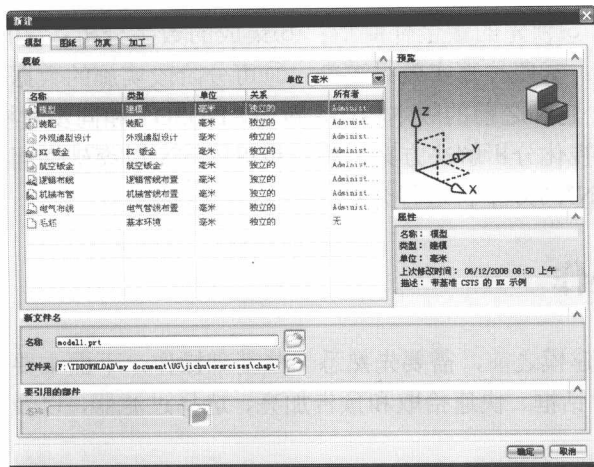 新建
模型 图纸 仿真 加工
模板
单位 毫米
名称 类型 单位 关系 所有者
模型 建模 毫米 独立的 Administ...
装配 装配 毫米 独立的 Administ...
外观造型设计 外观造型设计 毫米 独立的 Administ...
NX 钣金 NX 钣金 毫米 独立的 Administ...
航空钣金 航空钣金 毫米 独立的 Administ...
逻辑布线 逻辑管线布置 毫米 独立的 Administ...
机械布管 机械管线布置 毫米 独立的 Administ...
电气布线 电气管线布置 毫米 独立的 Administ...
毛坯 基本环境 毫米 独立的 无
预览
Z
Y
X
属性
名称： 模型
类型： 建模
单位： 毫米
上次修改时间： 06/12/2008 08:50 上午
描述： 带基准 CSYS 的 NX 示例
新文件名
名称 model1.prt
文件夹 F:\TDDOWNLOAD\my document\UG\jichu\exercises\chapt
要引用的部件
名称
确定 取消